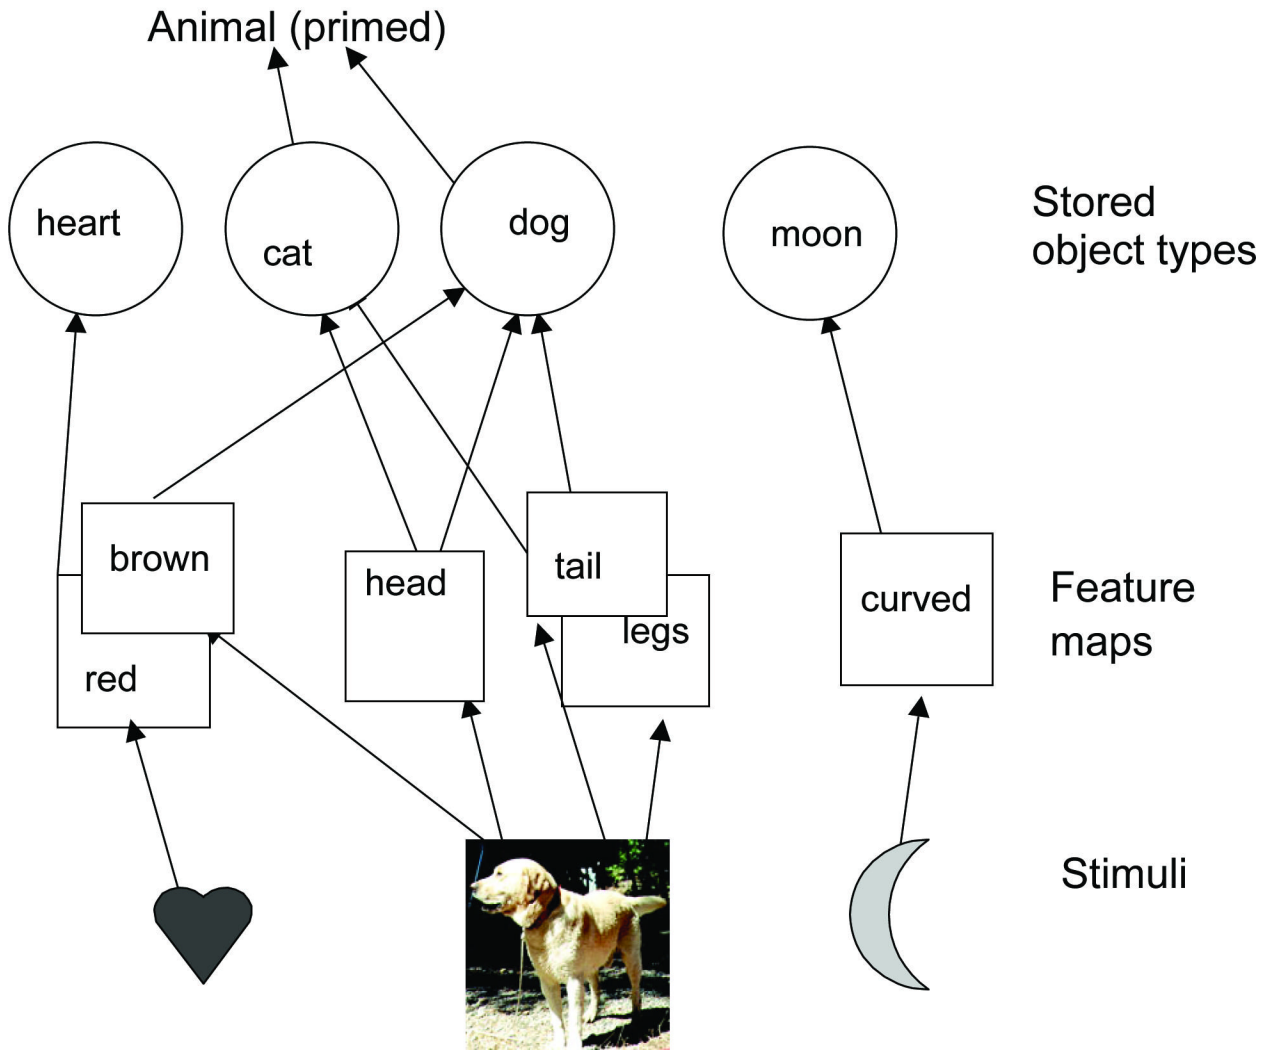 Animal (primed)
heart
cat
dog
moon
Stored
object types
brown
red
head
tail
legs
curved
Feature
maps
Stimuli